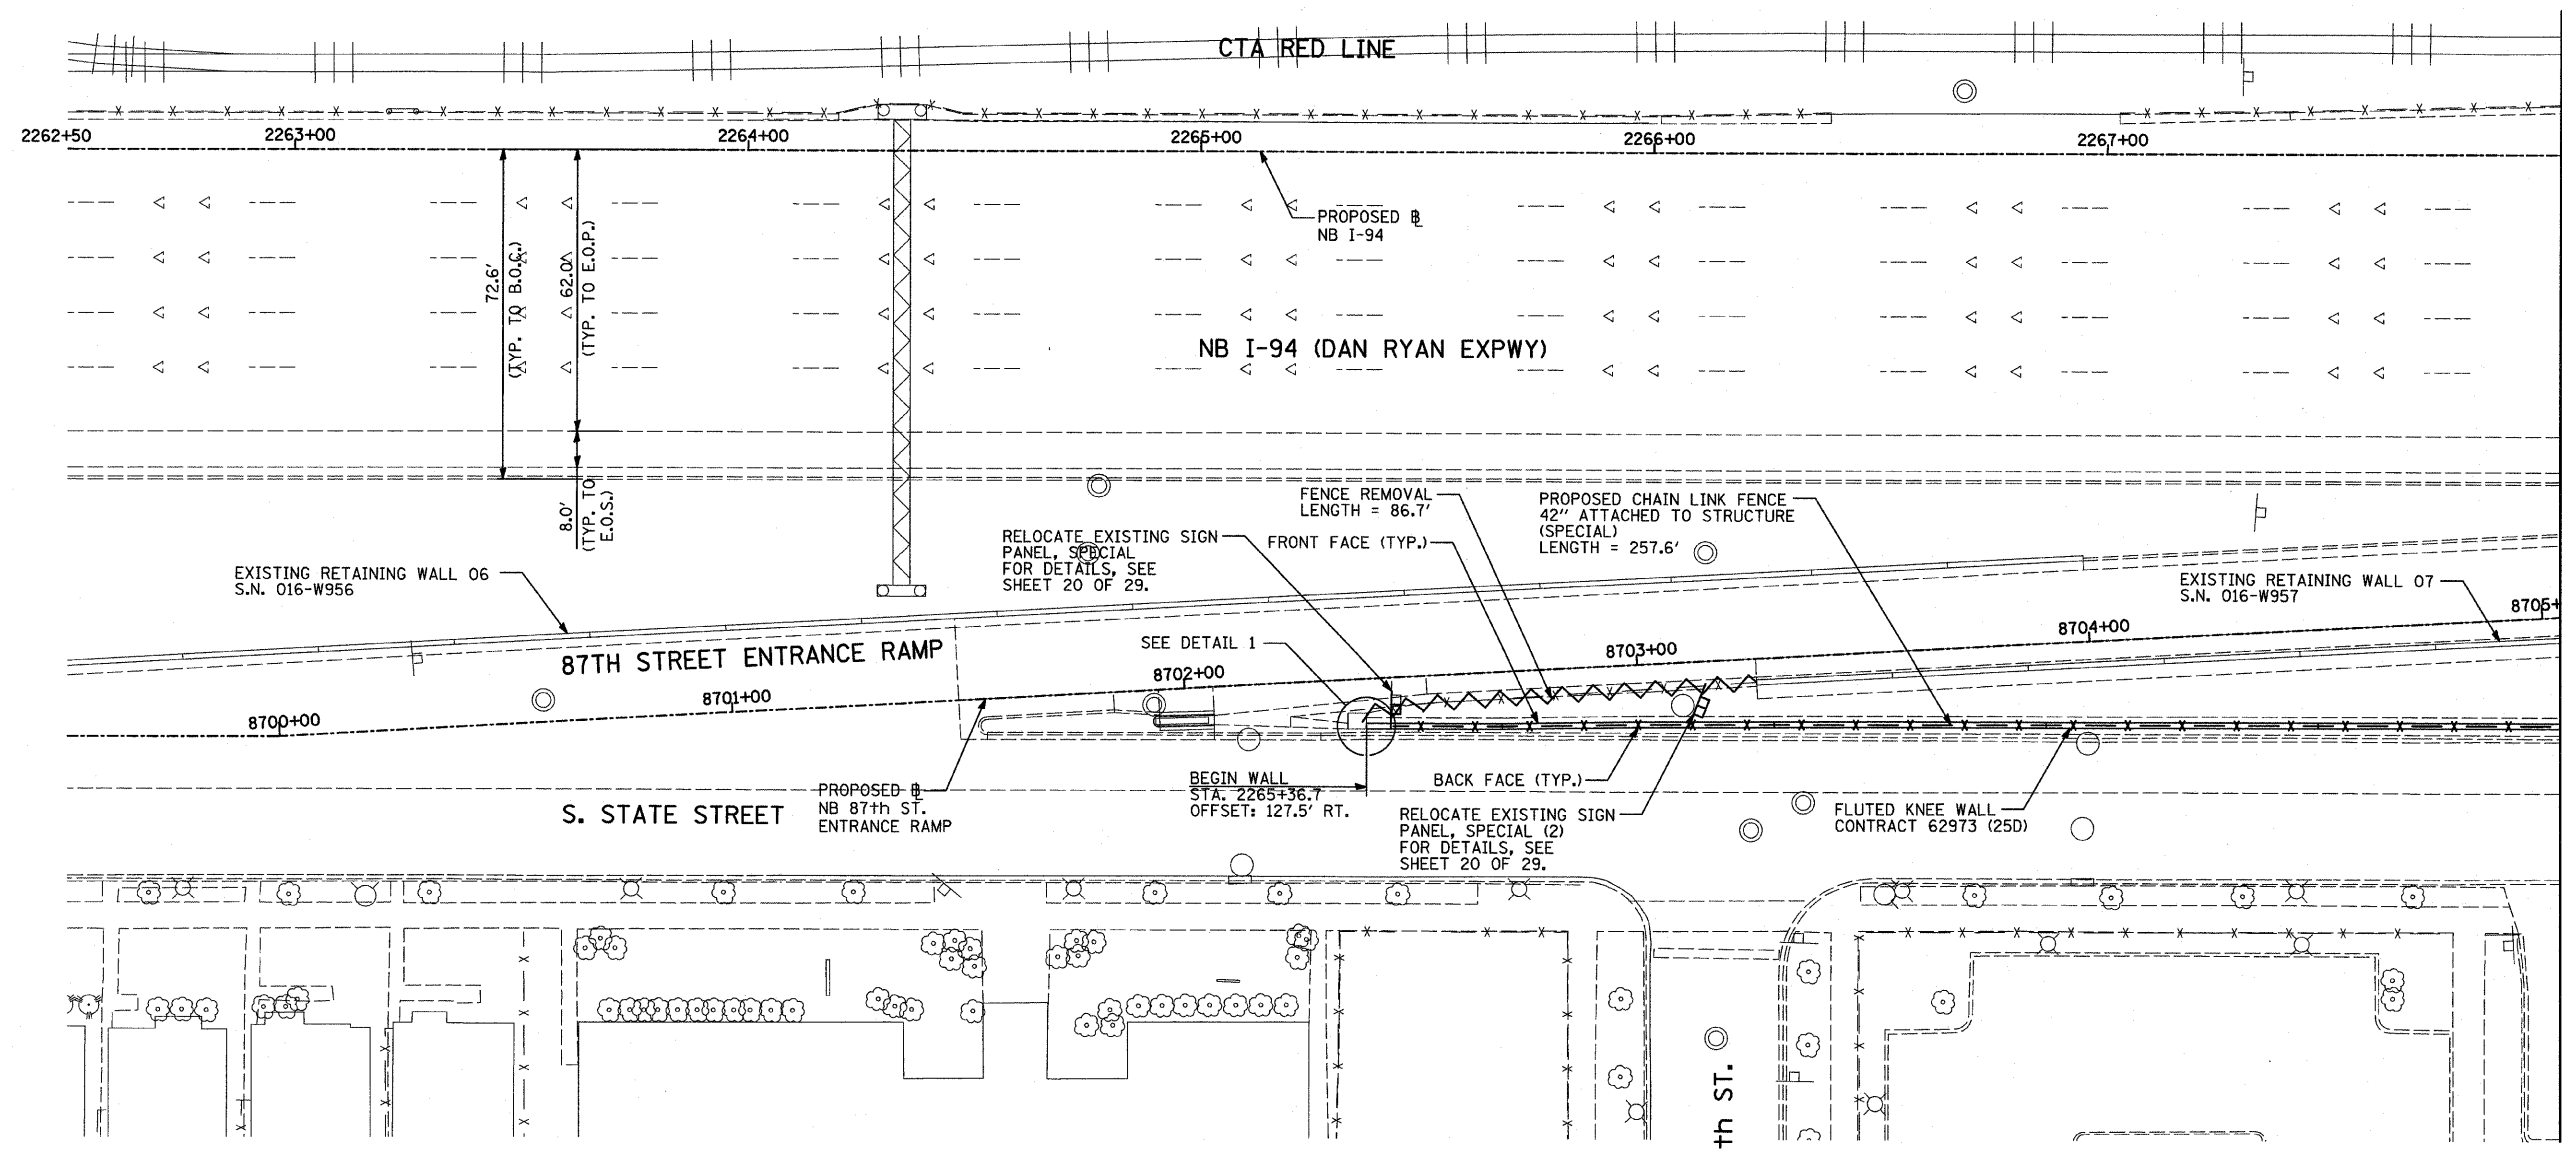 CTA RED LINE
2262+50
2263+00
2264+00
2265+00
2266+00
2267+00
PROPOSED ℄
NB I-94
72.6'
(TYP. TO B.O.C.)
62.0'
(TYP. TO E.O.P.)
NB I-94 (DAN RYAN EXPWY)
8.0'
(TYP. TO
E.O.S.)
FENCE REMOVAL
LENGTH = 86.7'
PROPOSED CHAIN LINK FENCE
42" ATTACHED TO STRUCTURE
(SPECIAL)
LENGTH = 257.6'
RELOCATE EXISTING SIGN
PANEL, SPECIAL
FOR DETAILS, SEE
SHEET 20 OF 29.
FRONT FACE (TYP.)
EXISTING RETAINING WALL 06
S.N. 016-W956
EXISTING RETAINING WALL 07
S.N. 016-W957
8705+
8704+00
SEE DETAIL 1
8703+00
87TH STREET ENTRANCE RAMP
8702+00
8701+00
8700+00
BEGIN WALL
STA. 2265+36.7
OFFSET: 127.5' RT.
BACK FACE (TYP.)
PROPOSED ℄
NB 87th ST.
ENTRANCE RAMP
S. STATE STREET
RELOCATE EXISTING SIGN
PANEL, SPECIAL (2)
FOR DETAILS, SEE
SHEET 20 OF 29.
FLUTED KNEE WALL
CONTRACT 62973 (25D)
th ST.